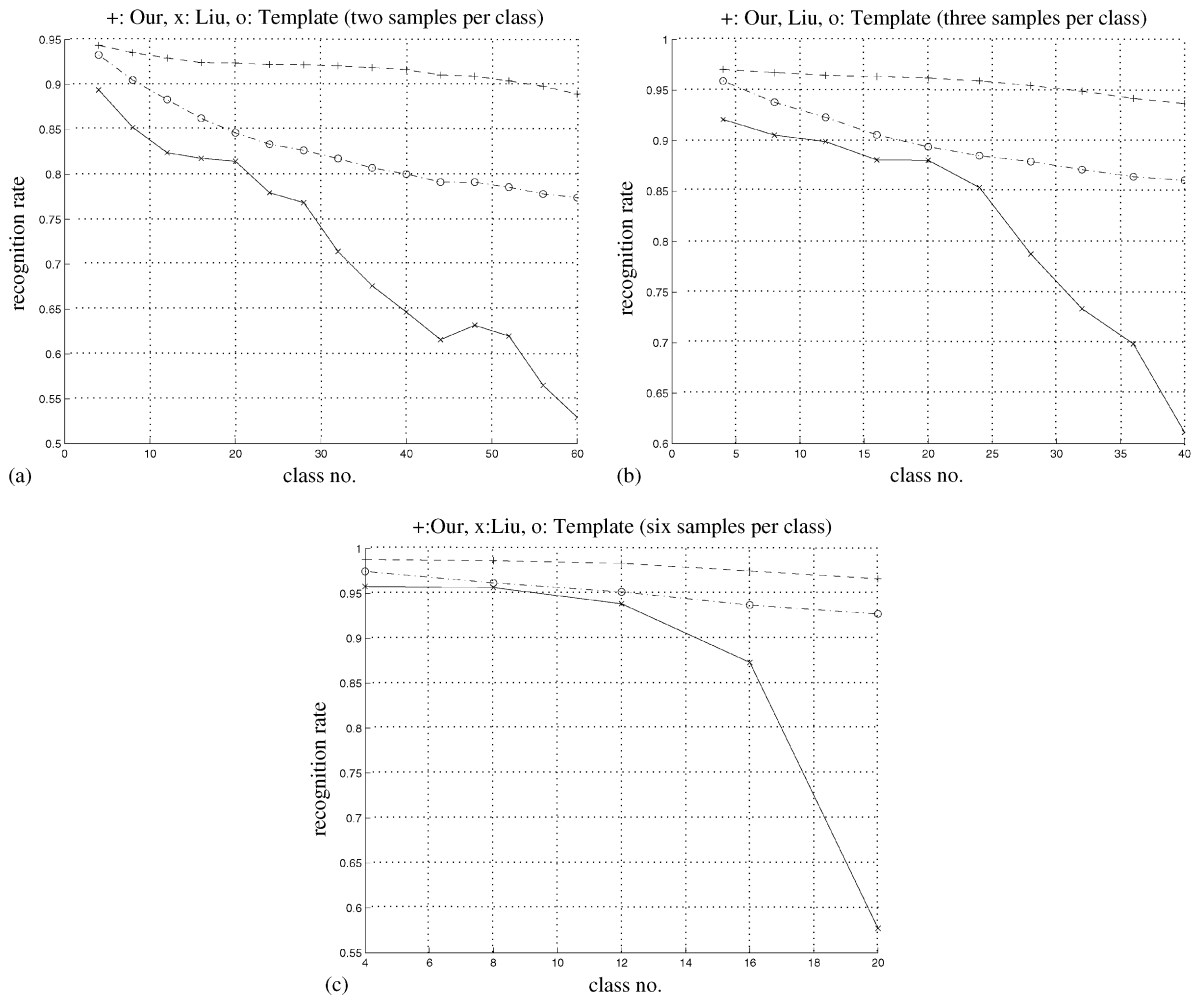 +: Our, x: Liu, o: Template (two samples per class)
0.95
0.9
0.85
0.8
0.75
0.7
0.65
0.6
0.55
0.5
0 10 20 30 40 50 60
recognition rate
class no.
(a)
+: Our, Liu, o: Template (three samples per class)
1
0.95
0.9
0.85
0.8
0.75
0.7
0.65
0.6
0 5 10 15 20 25 30 35 40
recognition rate
class no.
(b)
+:Our, x:Liu, o: Template (six samples per class)
1
0.95
0.9
0.85
0.8
0.75
0.7
0.65
0.6
0.55
4 6 8 10 12 14 16 18 20
recognition rate
class no.
(c)